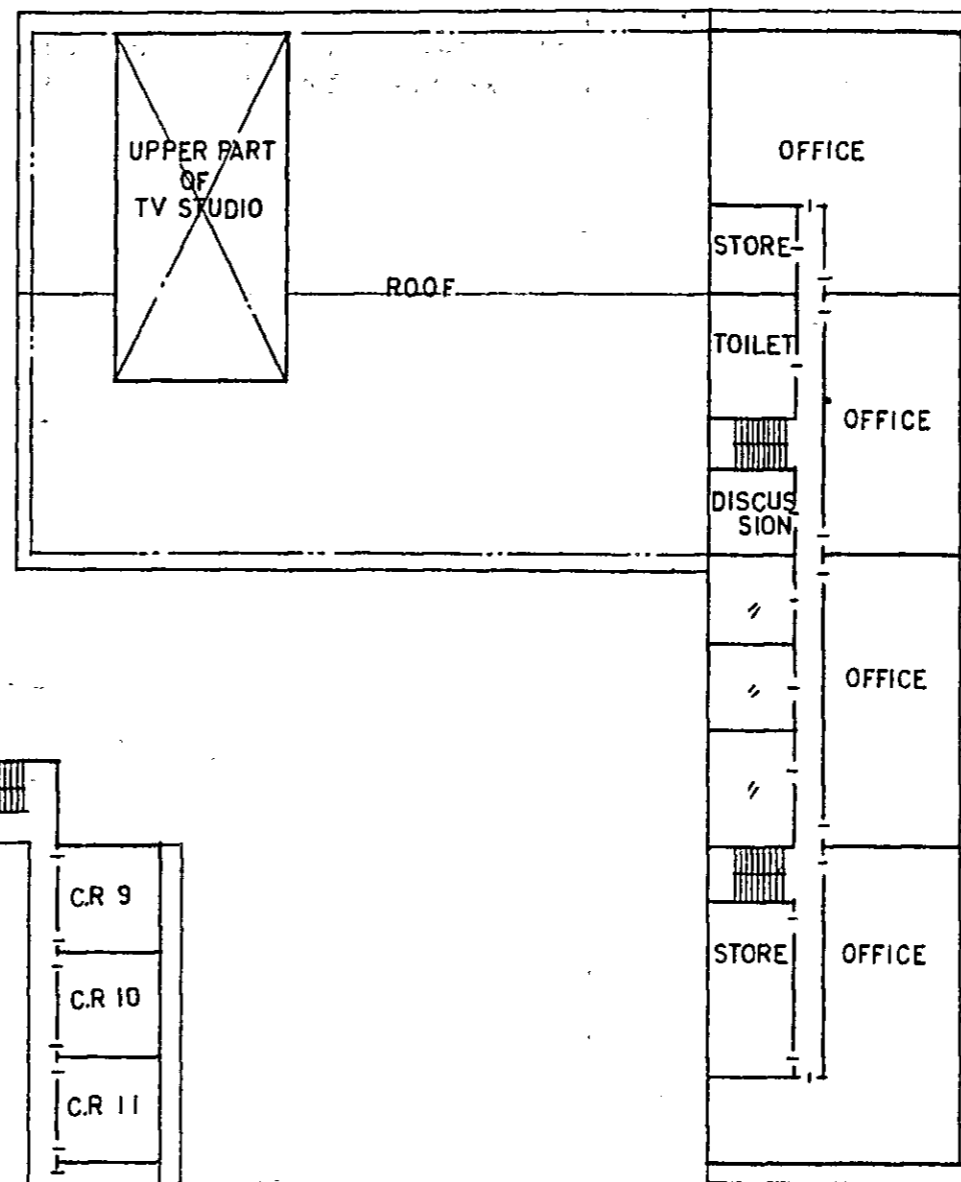 UPPER PART
OF
TV STUDIO
OFFICE
STORE
ROOF
TOILET
OFFICE
DISCUS
SION
〃
OFFICE
〃
〃
C.R 9
STORE
OFFICE
C.R 10
C.R 11